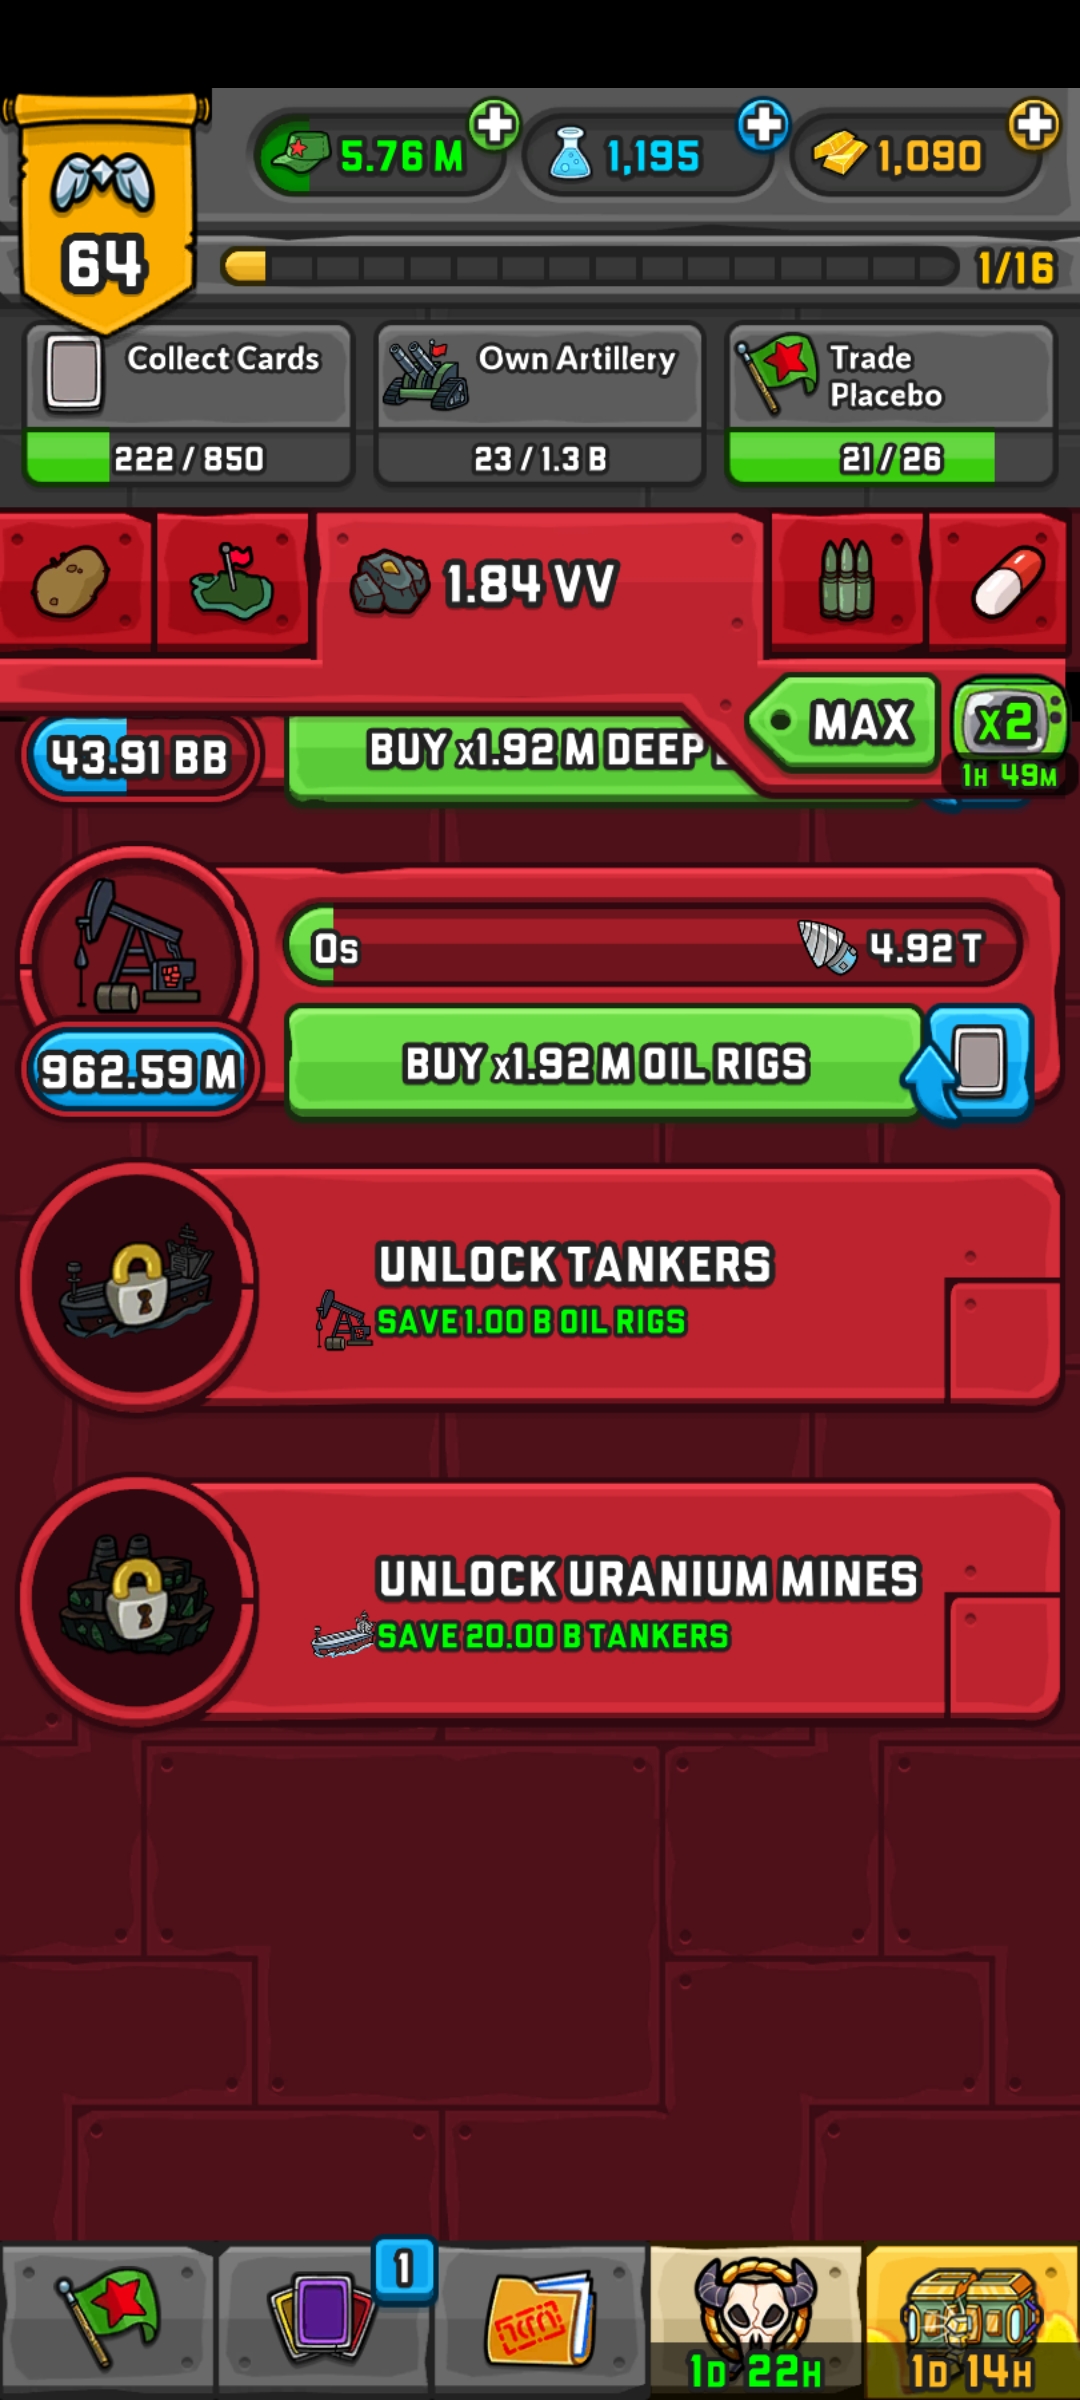 64
5.76 M
1,195
1,090
1/16
Collect Cards
222 / 850
Own Artillery
23 / 1.3 B
Trade
Placebo
21 / 26
1.84 VV
MAX
x2
1H 49M
43.91 BB
BUY x1.92 M DEEP
0s
4.92 T
962.59 M
BUY x1.92 M OIL RIGS
UNLOCK TANKERS
SAVE 1.00 B OIL RIGS
UNLOCK URANIUM MINES
SAVE 20.00 B TANKERS
1
1D 22H
1D 14H